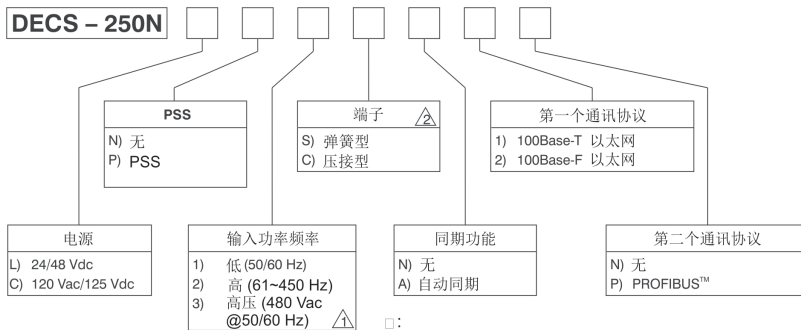 DECS – 250N
PSS
N) 无
P) PSS
端子 2
S) 弹簧型
C) 压接型
第一个通讯协议
1) 100Base-T 以太网
2) 100Base-F 以太网
电源
L) 24/48 Vdc
C) 120 Vac/125 Vdc
输入功率频率
1) 低 (50/60 Hz)
2) 高 (61~450 Hz)
3) 高压 (480 Vac
@50/60 Hz) 1
同期功能
N) 无
A) 自动同期
第二个通讯协议
N) 无
P) PROFIBUS™
□: